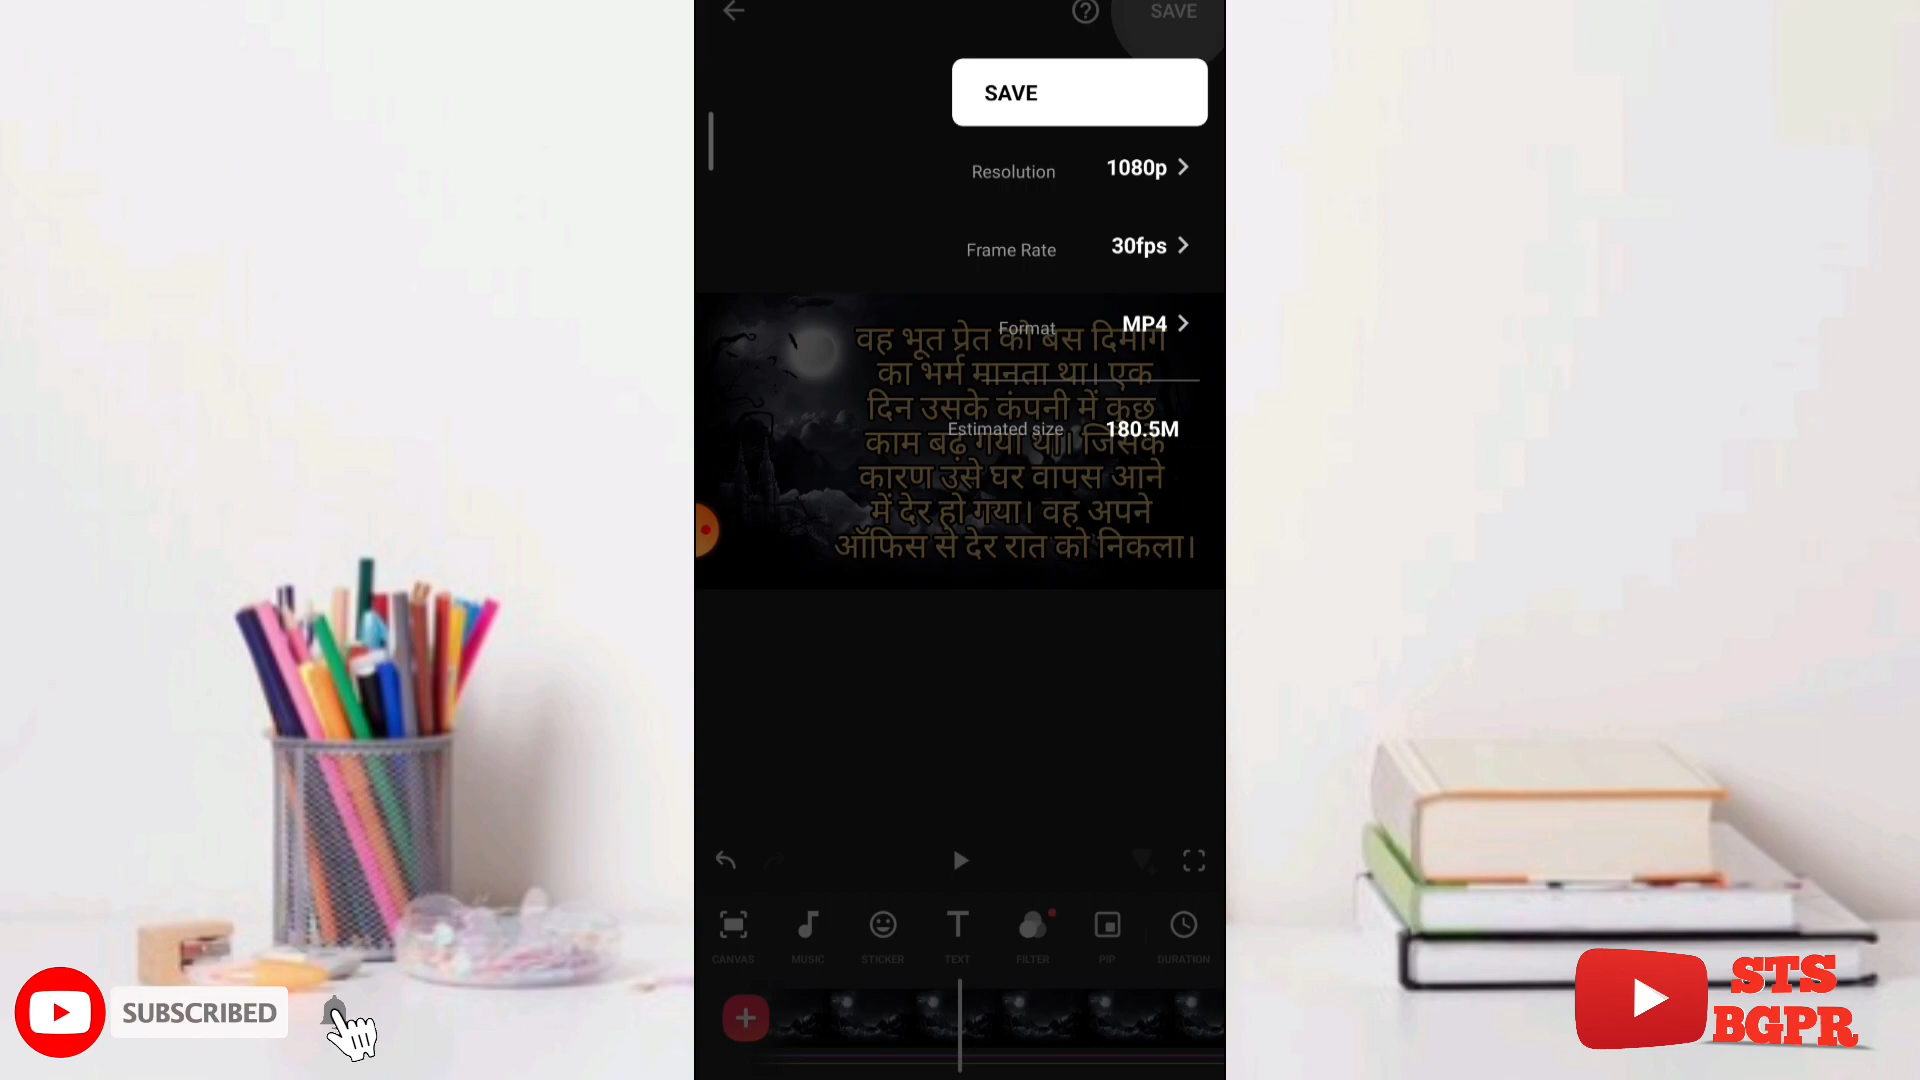 SAVE
SAVE
Resolution 1080p
Frame Rate 30fps
Format MP4
वह भूत प्रेत को बस दिमाग
का भर्म मानता था। एक
दिन उसके कंपनी में कुछ
Estimated size 180.5M
काम बढ़ गया था। जिसके
कारण उसे घर वापस आने
में देर हो गया। वह अपने
ऑफिस से देर रात को निकला।
CANVAS MUSIC STICKER TEXT FILTER PIP DURATION
SUBSCRIBED
STS
BGPR